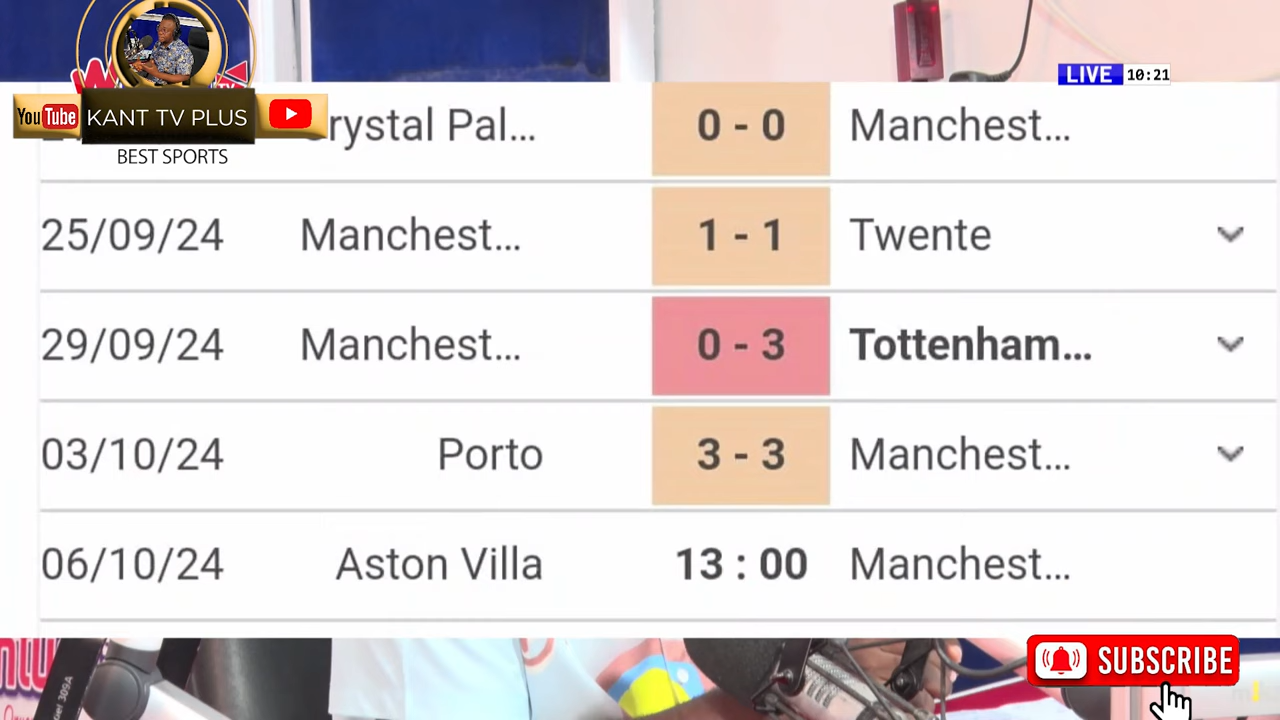 LIVE 10:21
YouTube KANT TV PLUS
BEST SPORTS
rystal Pal... 0 - 0 Manchest...
25/09/24 Manchest... 1 - 1 Twente
29/09/24 Manchest... 0 - 3 Tottenham...
03/10/24 Porto 3 - 3 Manchest...
06/10/24 Aston Villa 13 : 00 Manchest...
SUBSCRIBE